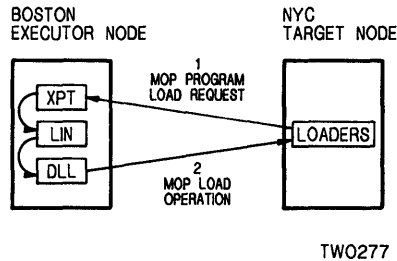 BOSTON
EXECUTOR NODE
NYC
TARGET NODE
1
MOP PROGRAM
LOAD REQUEST
XPT
LIN
DLL
LOADERS
2
MOP LOAD
OPERATION
TWO277